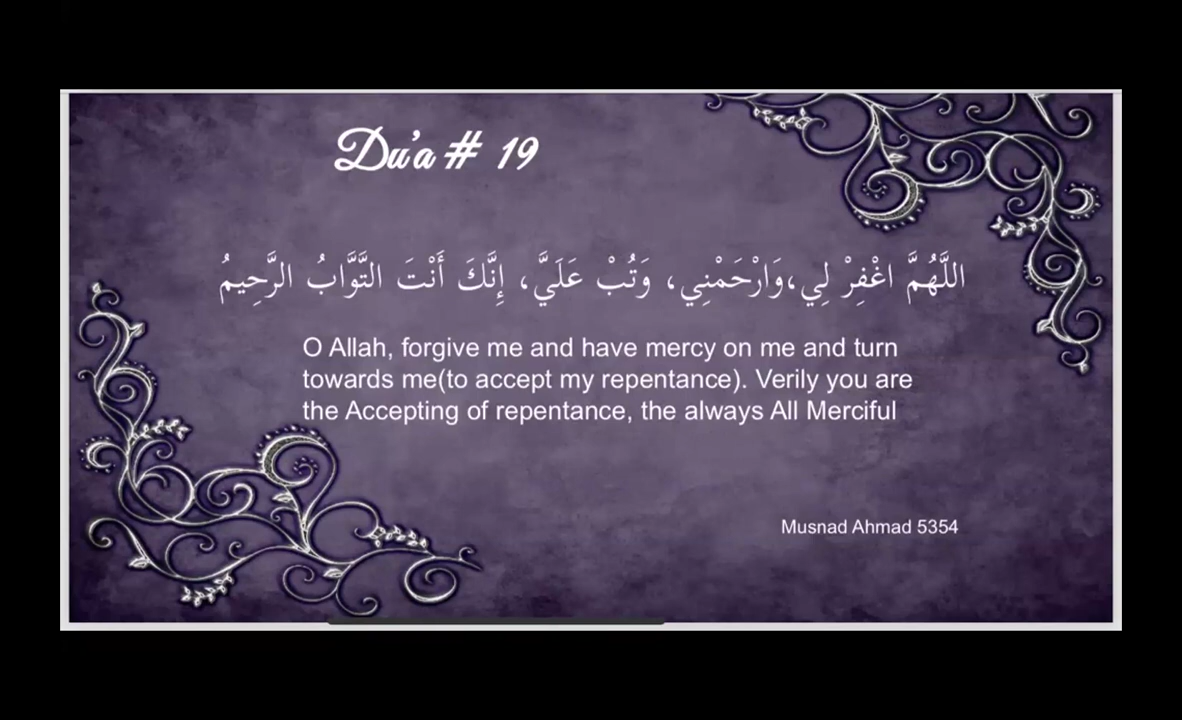 Du'a # 19
اللَّهُمَّ اغْفِرْ لِي،وَارْحَمْنِي، وَتُبْ عَلَيَّ، إِنَّكَ أَنْتَ التَّوَّابُ الرَّحِيمُ
O Allah, forgive me and have mercy on me and turn
towards me(to accept my repentance). Verily you are
the Accepting of repentance, the always All Merciful
Musnad Ahmad 5354